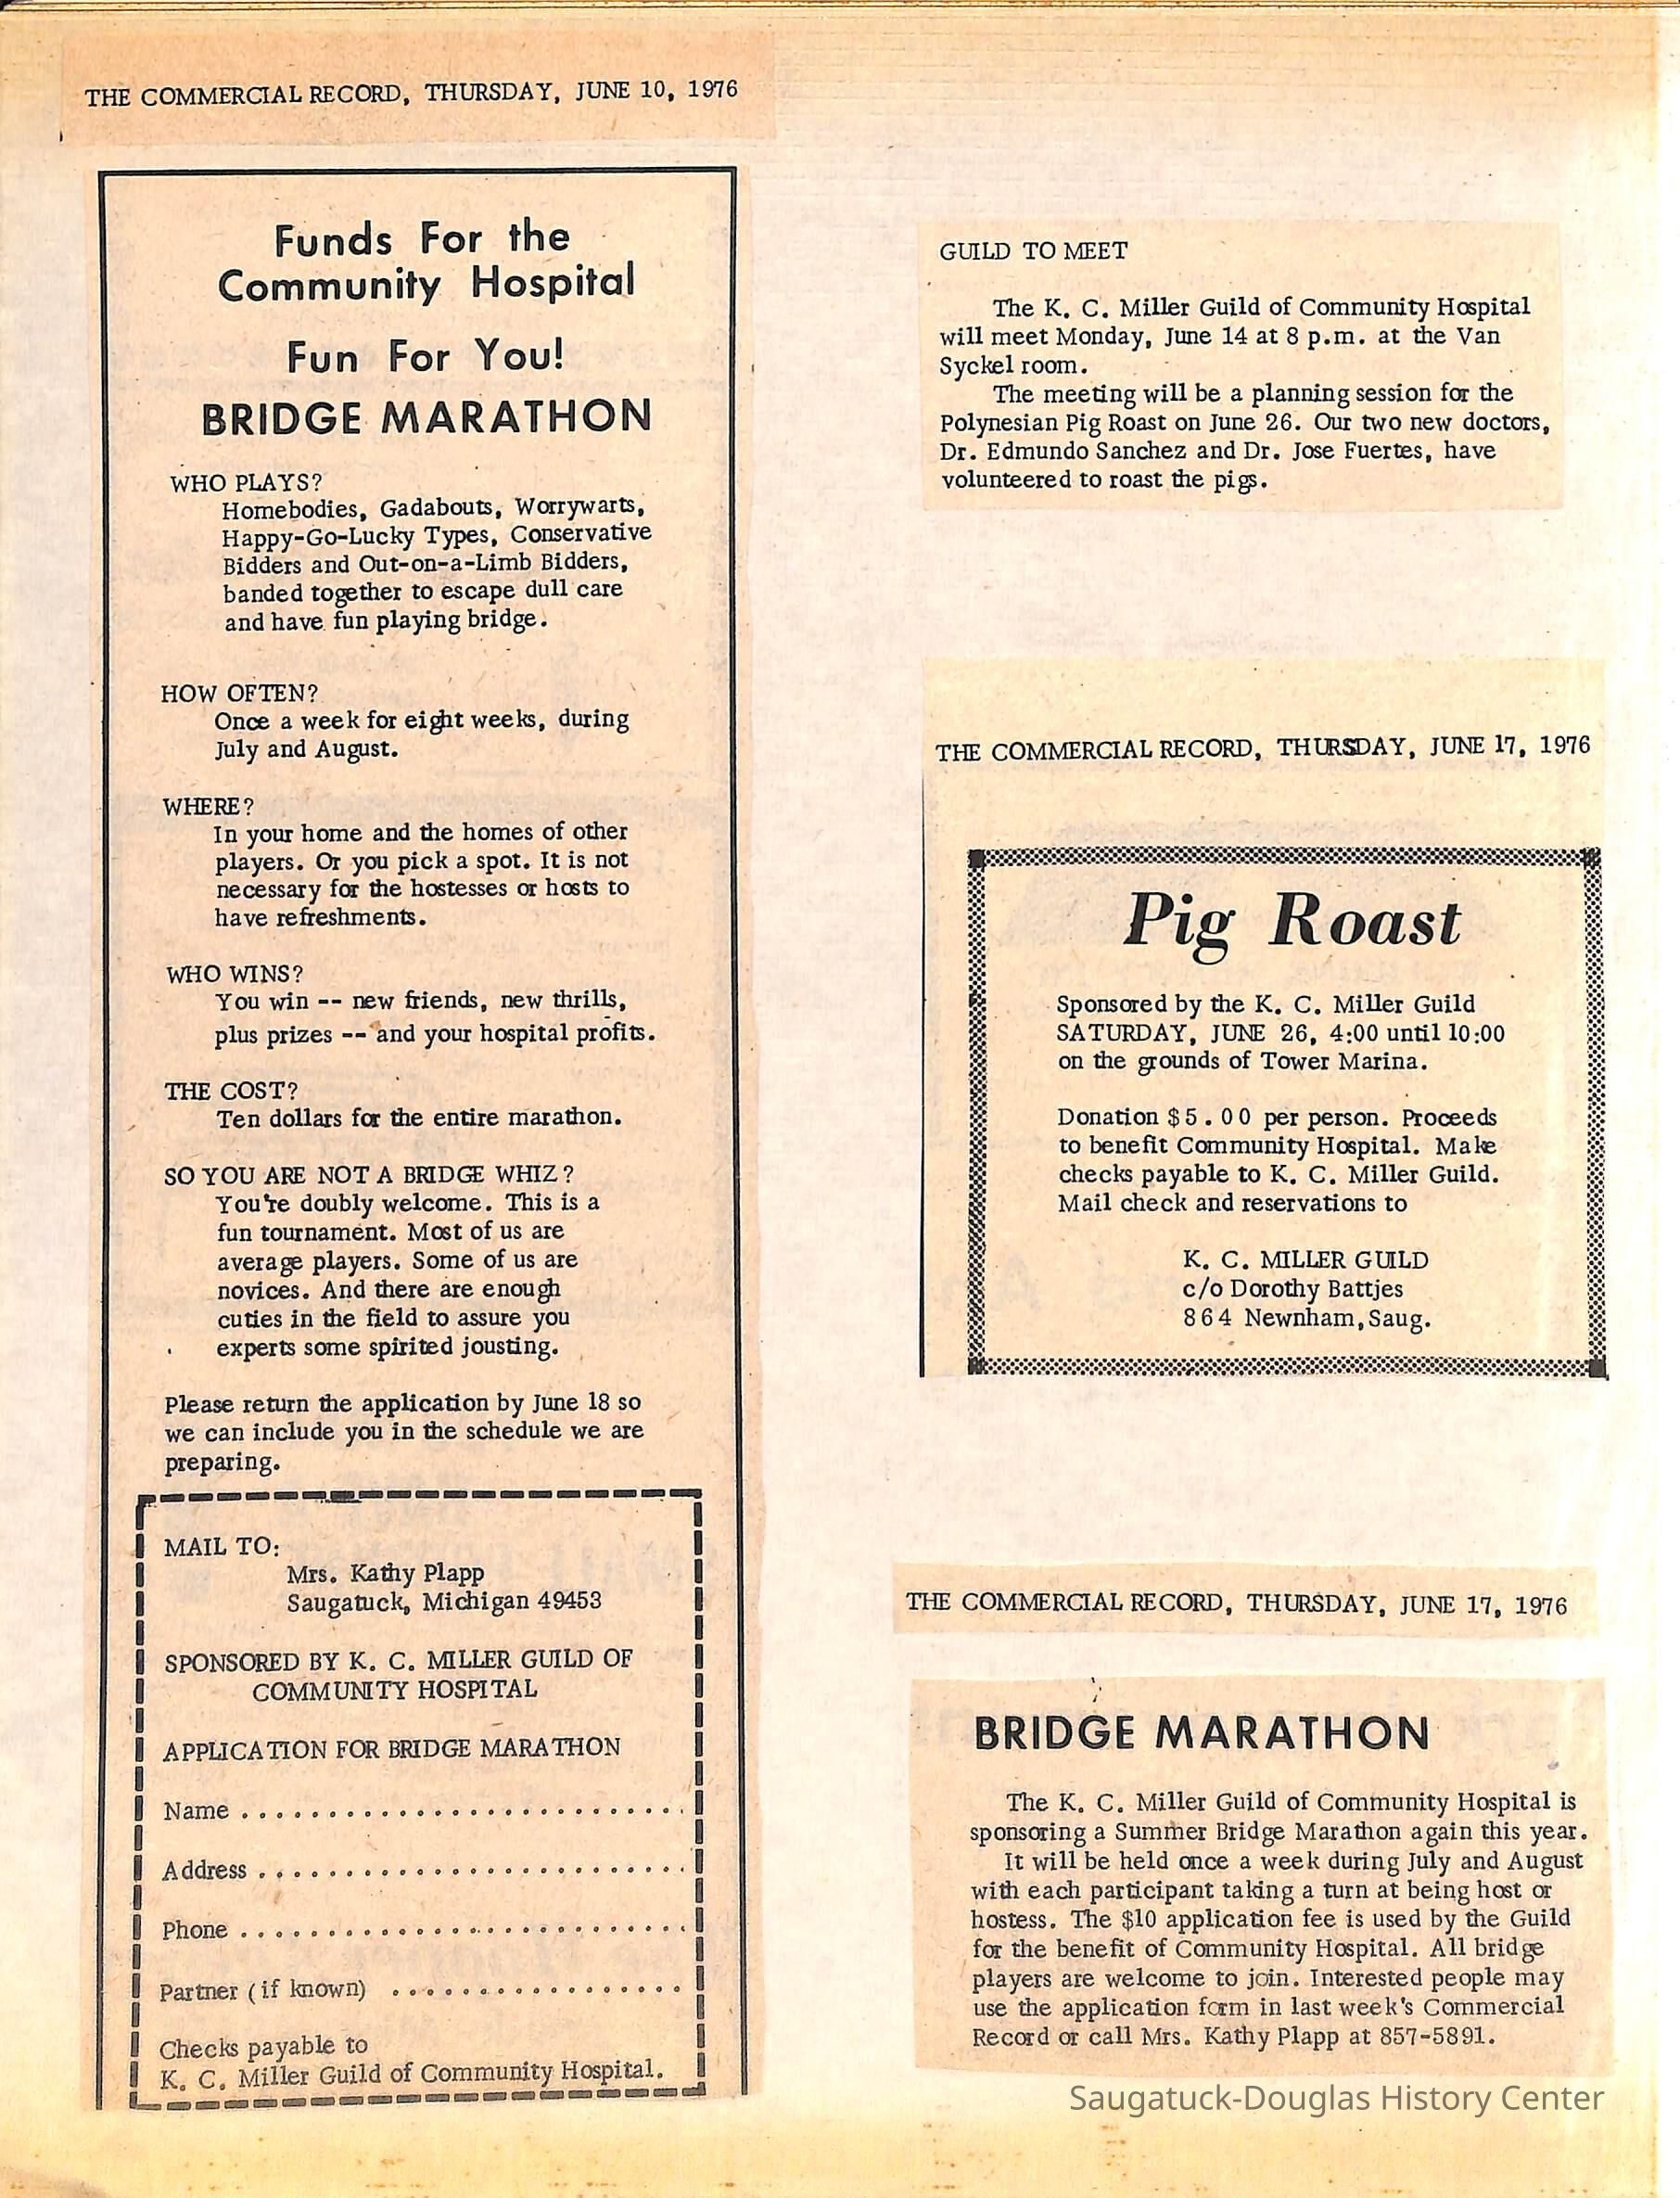 THE COMMERCIAL RECORD, THURSDAY, JUNE 10, 1976
Funds For the
Community Hospital
Fun For You!
BRIDGE MARATHON
WHO PLAYS?
Homebodies, Gadabouts, Worrywarts,
Happy-Go-Lucky Types, Conservative
Bidders and Out-on-a-Limb Bidders,
banded together to escape dull care
and have fun playing bridge.
HOW OFTEN?
Once a week for eight weeks, during
July and August.
WHERE?
In your home and the homes of other
players. Or you pick a spot. It is not
necessary for the hostesses or hosts to
have refreshments.
WHO WINS?
You win -- new friends, new thrills,
plus prizes -- and your hospital profits.
THE COST?
Ten dollars for the entire marathon.
SO YOU ARE NOT A BRIDGE WHIZ?
You're doubly welcome. This is a
fun tournament. Most of us are
average players. Some of us are
novices. And there are enough
cuties in the field to assure you
experts some spirited jousting.
Please return the application by June 18 so
we can include you in the schedule we are
preparing.
MAIL TO:
Mrs. Kathy Plapp
Saugatuck, Michigan 49453
SPONSORED BY K. C. MILLER GUILD OF
COMMUNITY HOSPITAL
APPLICATION FOR BRIDGE MARATHON
Name ..........................
Address .........................
Phone ..........................
Partner (if known) .................
Checks payable to
K. C. Miller Guild of Community Hospital.
GUILD TO MEET
The K. C. Miller Guild of Community Hospital
will meet Monday, June 14 at 8 p.m. at the Van
Syckel room.
The meeting will be a planning session for the
Polynesian Pig Roast on June 26. Our two new doctors,
Dr. Edmundo Sanchez and Dr. Jose Fuertes, have
volunteered to roast the pigs.
THE COMMERCIAL RECORD, THURSDAY, JUNE 17, 1976
Pig Roast
Sponsored by the K. C. Miller Guild
SATURDAY, JUNE 26, 4:00 until 10:00
on the grounds of Tower Marina.
Donation $5.00 per person. Proceeds
to benefit Community Hospital. Make
checks payable to K. C. Miller Guild.
Mail check and reservations to
K. C. MILLER GUILD
c/o Dorothy Battjes
864 Newnham, Saug.
THE COMMERCIAL RECORD, THURSDAY, JUNE 17, 1976
BRIDGE MARATHON
The K. C. Miller Guild of Community Hospital is
sponsoring a Summer Bridge Marathon again this year.
It will be held once a week during July and August
with each participant taking a turn at being host or
hostess. The $10 application fee is used by the Guild
for the benefit of Community Hospital. All bridge
players are welcome to join. Interested people may
use the application form in last week's Commercial
Record or call Mrs. Kathy Plapp at 857-5891.
Saugatuck-Douglas History Center